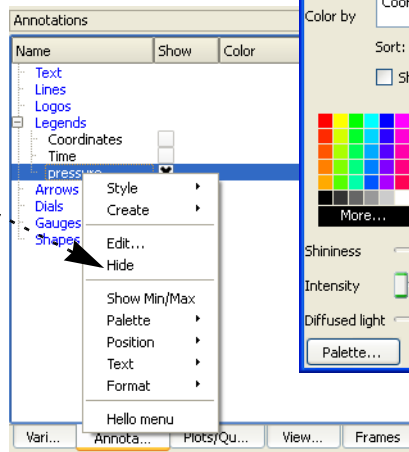 Annotations
Name Show Color
Text
Lines
Logos
Legends
Coordinates
Time
pressure
Arrows
Dials
Gauges
Shapes
Style
Create
Edit...
Hide
Show Min/Max
Palette
Position
Text
Format
Hello menu
Vari... Annota... Plots/Qu... View... Frames
Color by
Coor
Sort:
Sh
More...
Shininess
Intensity
Diffused light
Palette...